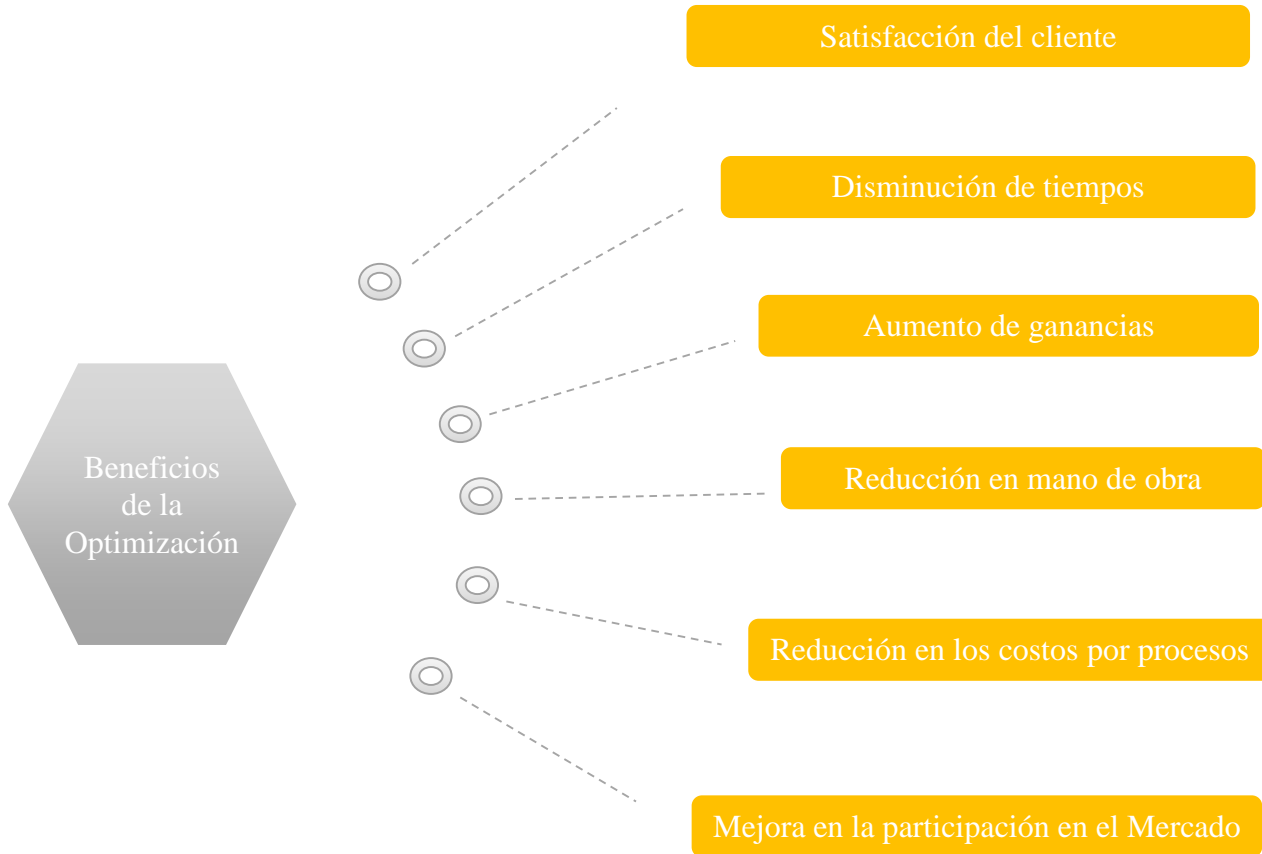 Satisfacción del cliente
Disminución de tiempos
Aumento de ganancias
Beneficios
de la
Optimización
Reducción en mano de obra
Reducción en los costos por procesos
Mejora en la participación en el Mercado